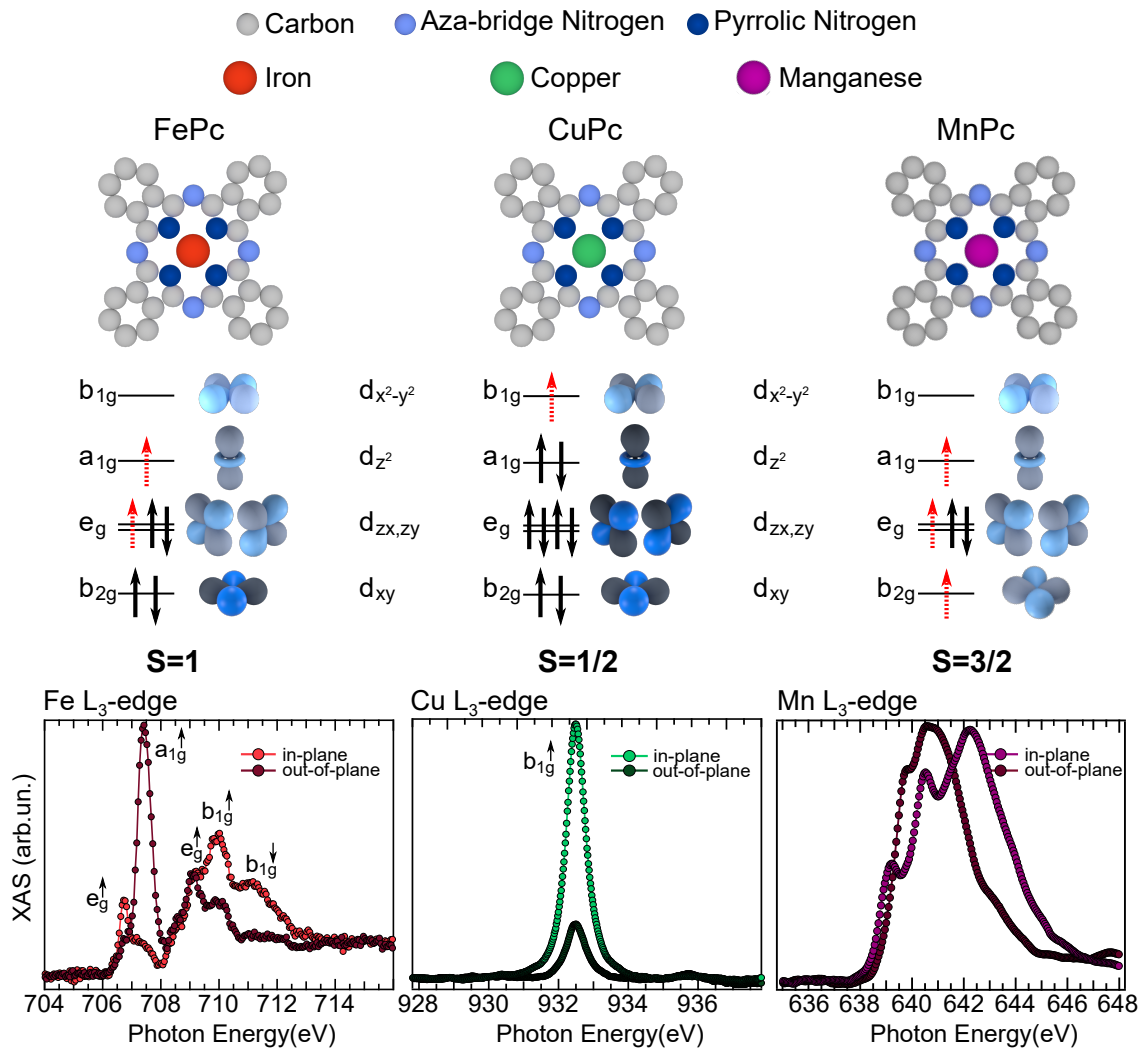 Carbon Aza-bridge Nitrogen Pyrrolic Nitrogen
Iron Copper Manganese
FePc CuPc MnPc
b1g dx²-y² b1g dx²-y² b1g
a1g dz² a1g dz² a1g
eg dzx,zy eg dzx,zy eg
b2g dxy b2g dxy b2g
S=1 S=1/2 S=3/2
Fe L3-edge
a1g↑
in-plane
out-of-plane
b1g↑
eg↑
b1g↓
eg↑
XAS (arb.un.)
704 706 708 710 712 714
Photon Energy(eV)
Cu L3-edge
b1g↑
in-plane
out-of-plane
928 930 932 934 936
Photon Energy(eV)
Mn L3-edge
in-plane
out-of-plane
636 638 640 642 644 646 648
Photon Energy(eV)